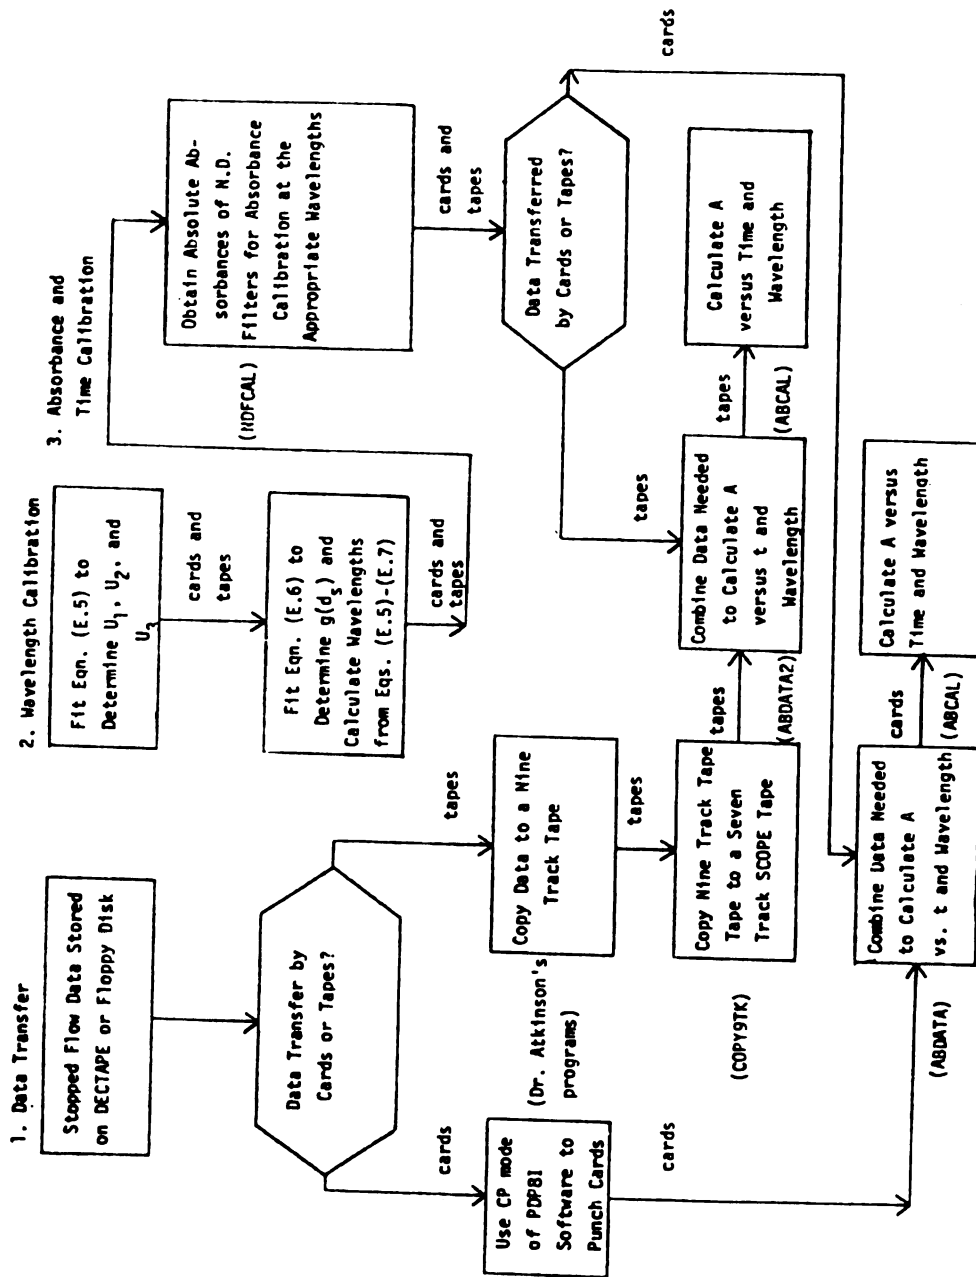 1. Data Transfer
Stopped Flow Data Stored
on DECTAPE or Floppy Disk
Data Transfer by
Cards or Tapes?
cards
tapes
Use CP mode
of PDP8I
Software to
Punch Cards
cards
(Dr. Atkinson's
programs)
Copy Data to a Nine
Track Tape
tapes
(COPY9TK)
Copy Nine Track Tape
Tape to a Seven
Track SCOPE Tape
tapes
(ABDATA2)
(ABDATA)
2. Wavelength Calibration
Fit Eqn. (E.5) to
Determine U1, U2, and
U3
cards and
tapes
Fit Eqn. (E.6) to
Determine g(ds) and
Calculate Wavelengths
from Eqs. (E.5)-(E.7)
cards and
tapes
3. Absorbance and
Time Calibration
(NDFCAL)
Obtain Absolute Ab-
sorbances of N.D.
Filters for Absorbance
Calibration at the
Appropriate Wavelengths
cards and
tapes
Data Transferred
by Cards or Tapes?
tapes
cards
Combine Data Needed
to Calculate A
versus t and
Wavelength
tapes
(ABCAL)
Calculate A
versus Time and
Wavelength
Combine Data Needed
to Calculate A
vs. t and Wavelength
cards
(ABCAL)
Calculate A versus
Time and Wavelength